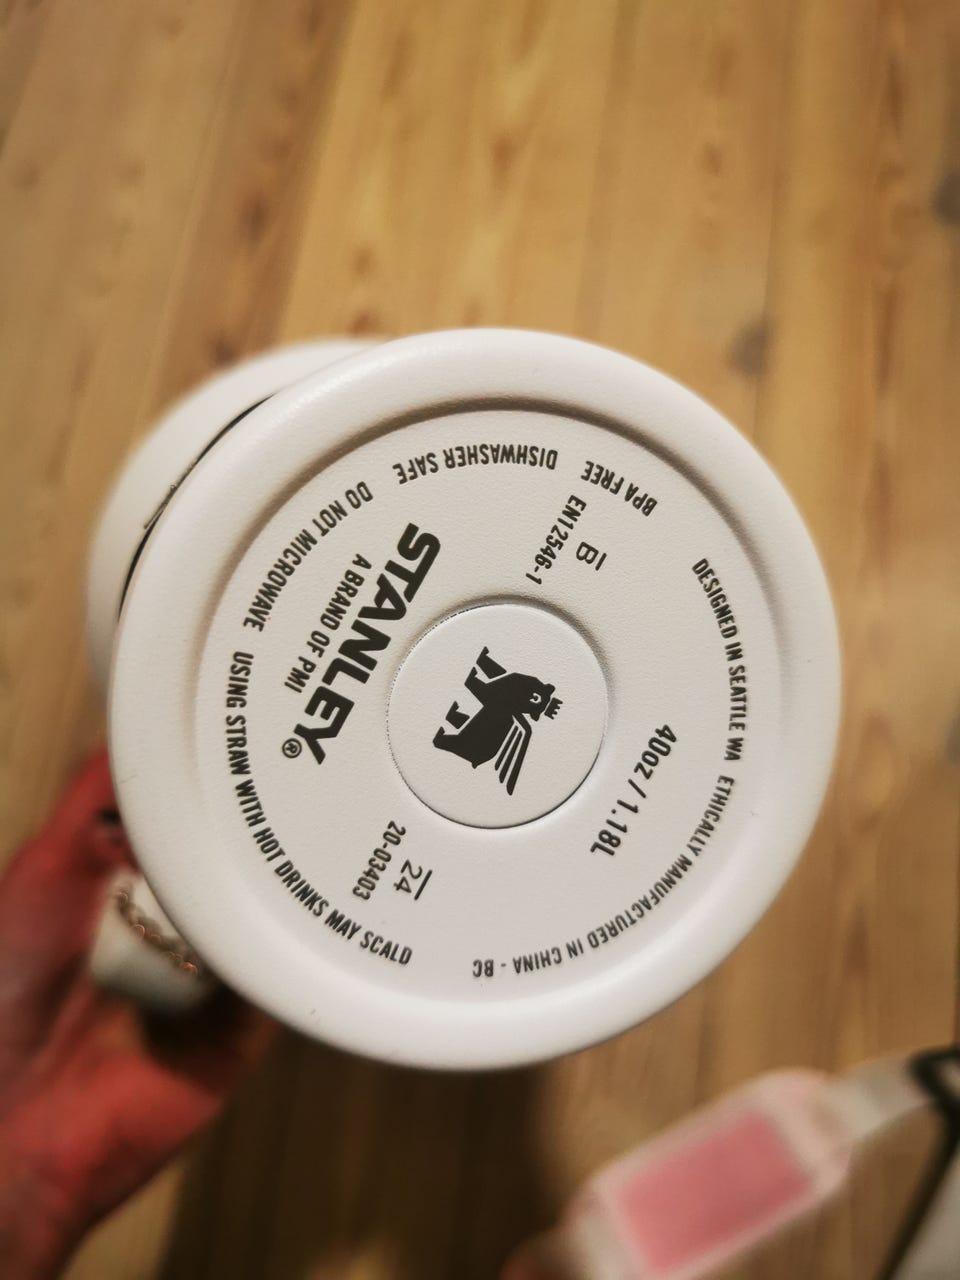 STANLEY®
A BRAND OF PMI
EN12546-1
B
20-03403
24
40oz / 1.18L
DO NOT MICROWAVE
DISHWASHER SAFE
BPA FREE
DESIGNED IN SEATTLE WA
ETHICALLY MANUFACTURED IN CHINA - BC
USING STRAW WITH HOT DRINKS MAY SCALD